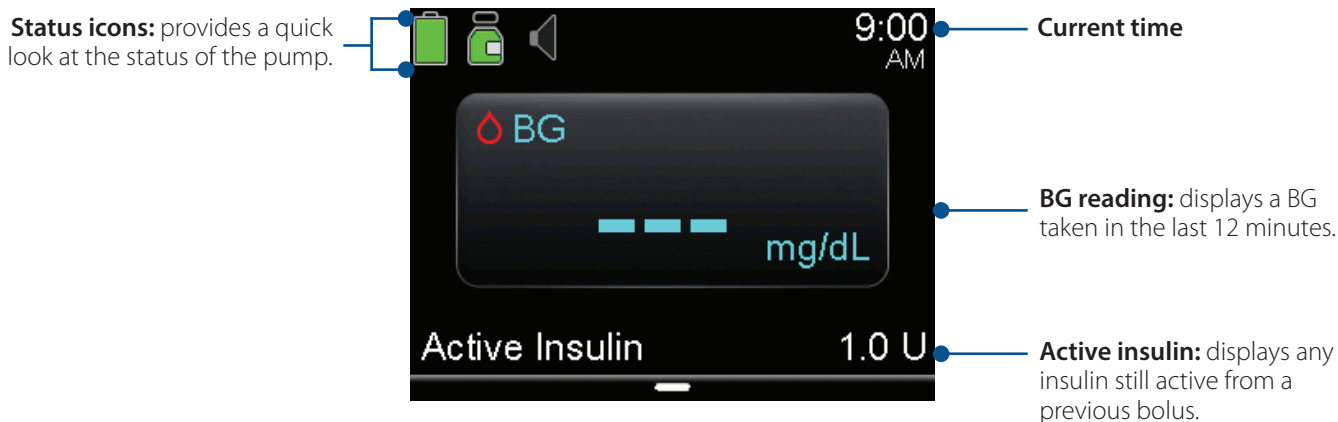 Status icons: provides a quick
look at the status of the pump.
9:00
AM
Current time
BG
--- 
mg/dL
BG reading: displays a BG
taken in the last 12 minutes.
Active Insulin 1.0 U
Active insulin: displays any
insulin still active from a
previous bolus.